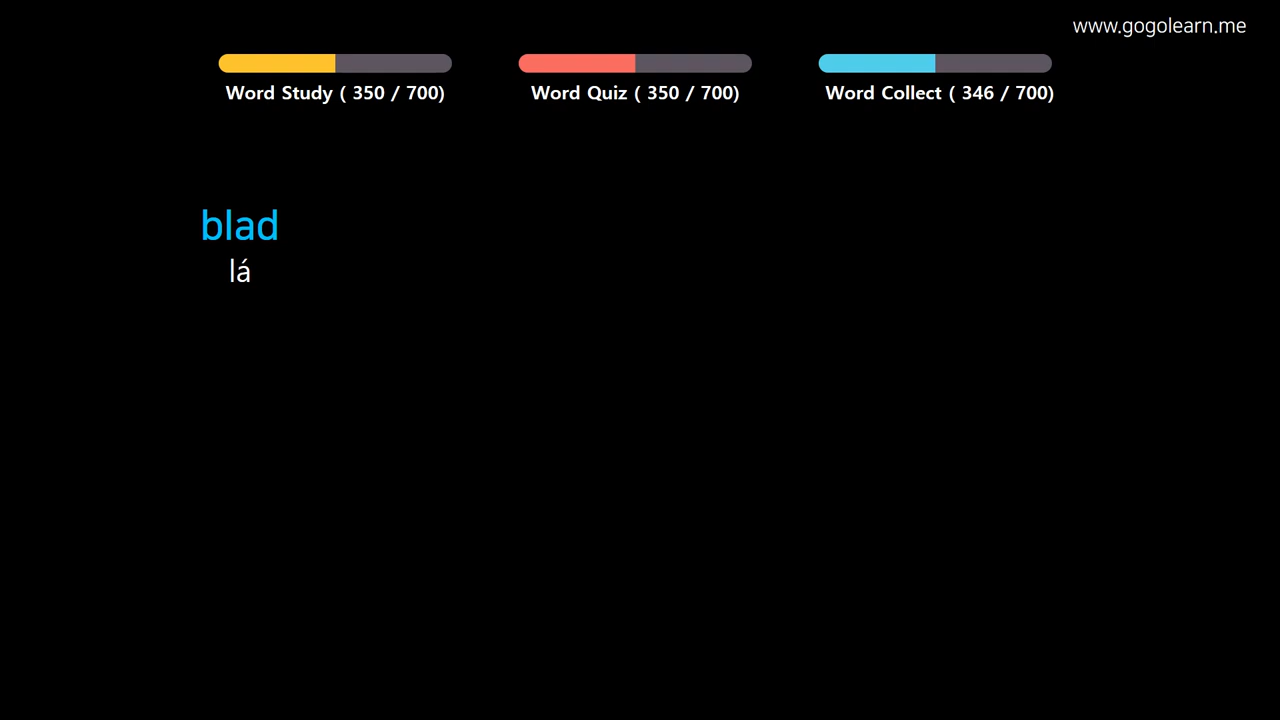 www.gogolearn.me
Word Study ( 350 / 700)
Word Quiz ( 350 / 700)
Word Collect ( 346 / 700)
blad
lá